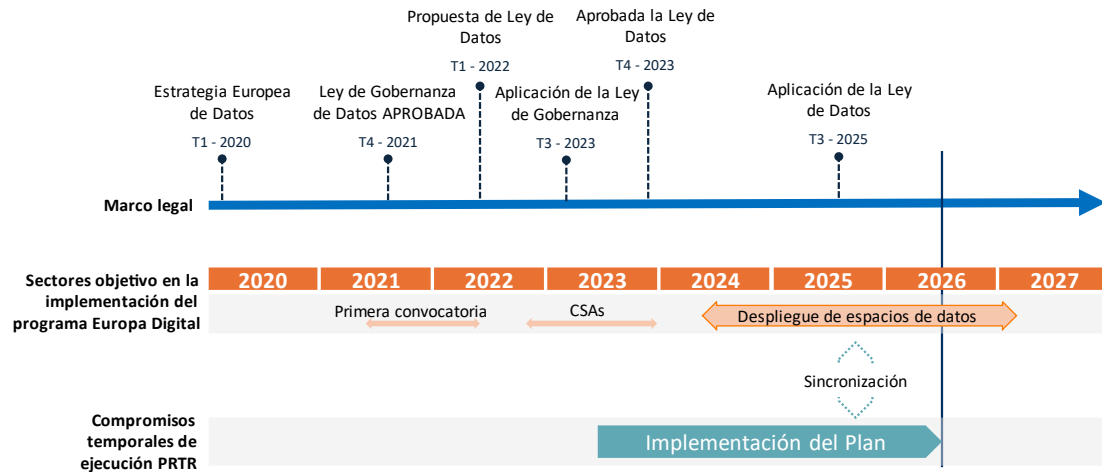 Propuesta de Ley de
Datos
T1 - 2022
Aprobada la Ley de
Datos
T4 - 2023
Estrategia Europea
de Datos
T1 - 2020
Ley de Gobernanza
de Datos APROBADA
T4 - 2021
Aplicación de la Ley
de Gobernanza
T3 - 2023
Aplicación de la Ley
de Datos
T3 - 2025
Marco legal
Sectores objetivo en la
implementación del
programa Europa Digital
2020
2021
2022
2023
2024
2025
2026
2027
Primera convocatoria
CSAs
Despliegue de espacios de datos
Sincronización
Compromisos
temporales de
ejecución PRTR
Implementación del Plan